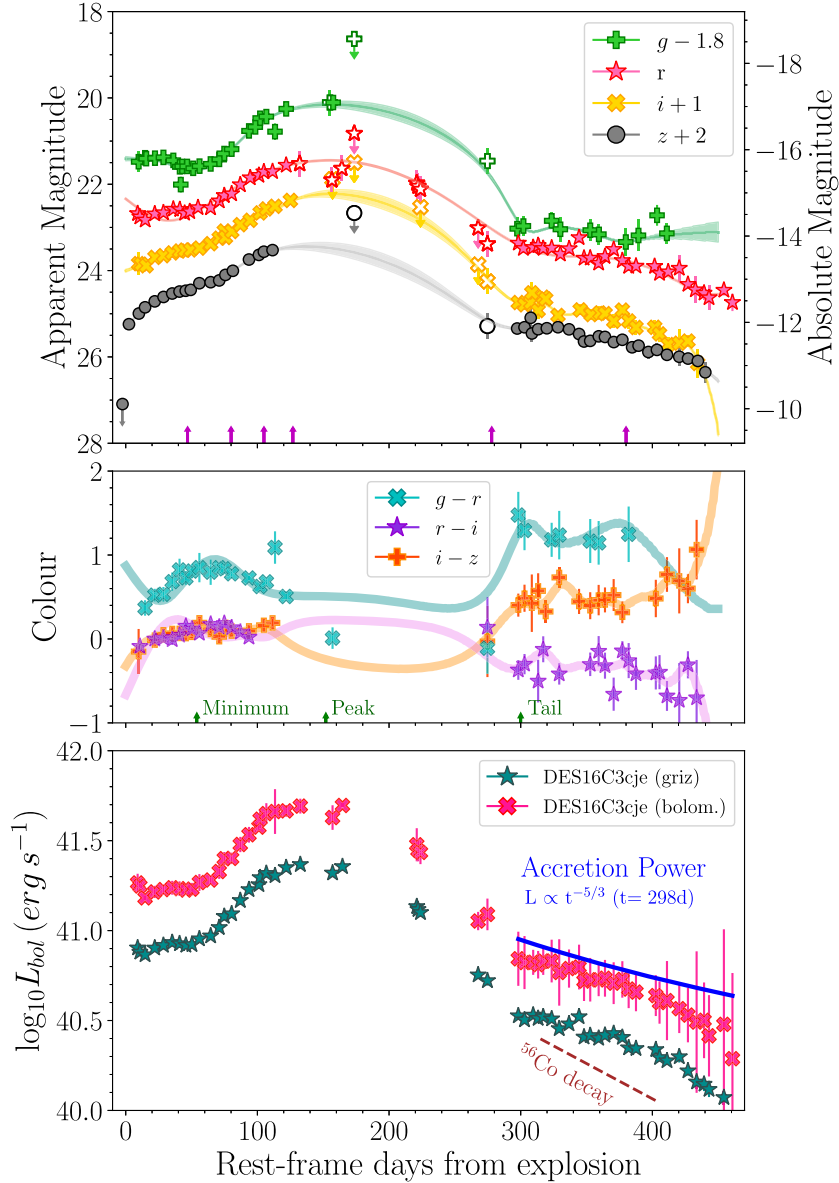 18
20
22
24
26
28
Apparent Magnitude
−18
−16
−14
−12
−10
Absolute Magnitude
g − 1.8
r
i + 1
z + 2
2
1
0
−1
Colour
g − r
r − i
i − z
Minimum
Peak
Tail
42.0
41.5
41.0
40.5
40.0
log₁₀L_bol (erg s⁻¹)
DES16C3cje (griz)
DES16C3cje (bolom.)
Accretion Power
L ∝ t⁻⁵/³ (t= 298d)
⁵⁶Co decay
0
100
200
300
400
Rest-frame days from explosion